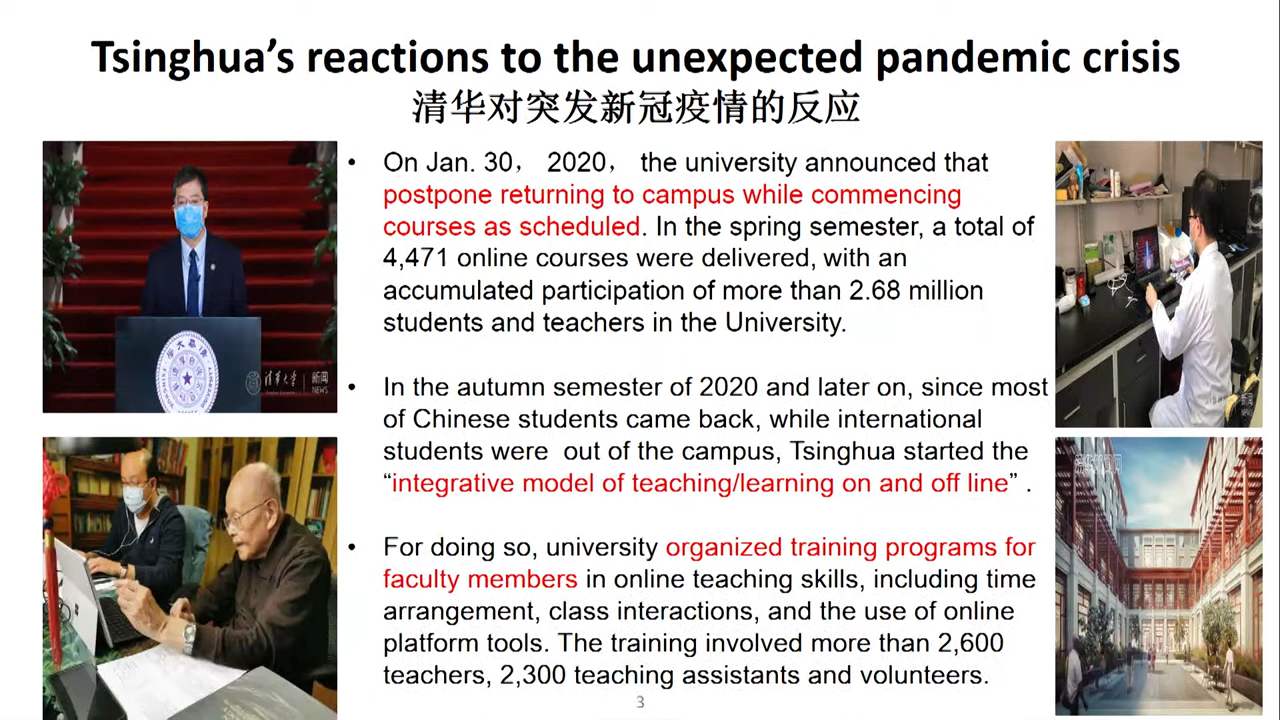 Tsinghua's reactions to the unexpected pandemic crisis
清华对突发新冠疫情的反应
• On Jan. 30， 2020， the university announced that
postpone returning to campus while commencing
courses as scheduled. In the spring semester, a total of
4,471 online courses were delivered, with an
accumulated participation of more than 2.68 million
students and teachers in the University.
• In the autumn semester of 2020 and later on, since most
of Chinese students came back, while international
students were out of the campus, Tsinghua started the
“integrative model of teaching/learning on and off line” .
• For doing so, university organized training programs for
faculty members in online teaching skills, including time
arrangement, class interactions, and the use of online
platform tools. The training involved more than 2,600
teachers, 2,300 teaching assistants and volunteers.
清華大学 新闻
NEWS
3